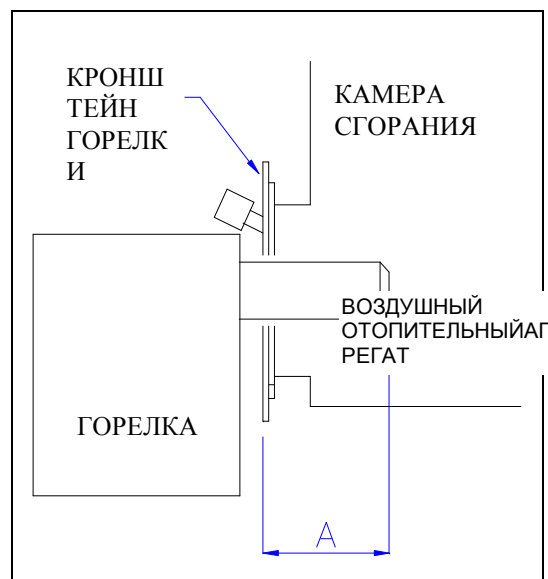 КРОНШ
ТЕЙН
ГОРЕЛК
И
КАМЕРА
СГОРАНИЯ
ВОЗДУШНЫЙ
ОТОПИТЕЛЬНЫЙАГ
РЕГАТ
ГОРЕЛКА
A